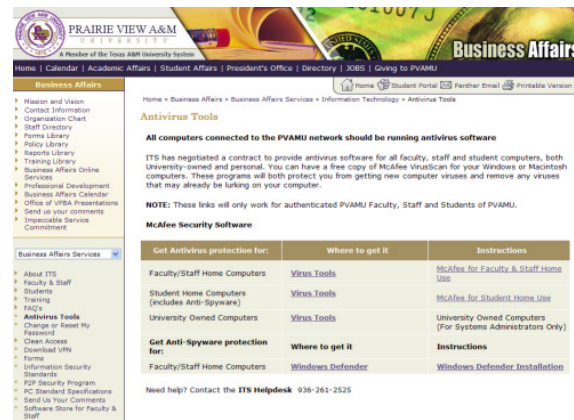 PRAIRIE VIEW A&M
UNIVERSITY
A Member of the Texas A&M University System
Business Affairs
Home | Calendar | Academic Affairs | Student Affairs | President's Office | Directory | JOBS | Giving to PVAMU
Home Student Portal Panther Email Printable Version
Business Affairs
Mission and Vision
Contact Information
Organization Chart
Staff Directory
Forms Library
Policy Library
Reports Library
Training Library
Business Affairs Online
Services
Professional Development
Business Affairs Calendar
Office of VPBA Presentations
Send us your comments
Impeccable Service
Commitment
Business Affairs Services
About ITS
Faculty & Staff
Students
Training
FAQ's
Antivirus Tools
Change or Reset My
Password
Clean Access
Download VPN
Forms
Information Security
Standards
P2P Security Program
PC Standard Specifications
Send Us Your Comments
Software Store for Faculty &
Staff
Home » Business Affairs » Business Affairs Services » Information Technology » Antivirus Tools
Antivirus Tools
All computers connected to the PVAMU network should be running antivirus software
ITS has negotiated a contract to provide antivirus software for all faculty, staff and student computers, both
University-owned and personal. You can have a free copy of McAfee VirusScan for your Windows or Macintosh
computers. These programs will both protect you from getting new computer viruses and remove any viruses
that may already be lurking on your computer.
NOTE: These links will only work for authenticated PVAMU Faculty, Staff and Students of PVAMU.
McAfee Security Software
Get Antivirus protection for: Where to get it Instructions
Faculty/Staff Home Computers Virus Tools McAfee for Faculty & Staff Home
Use
Student Home Computers
(includes Anti-Spyware) Virus Tools McAfee for Student Home Use
University Owned Computers Virus Tools University Owned Computers
(For Systems Administrators Only)
Get Anti-Spyware protection
for: Where to get it Instructions
Faculty/Staff Home Computers Windows Defender Windows Defender Installation
Need help? Contact the ITS Helpdesk 936-261-2525